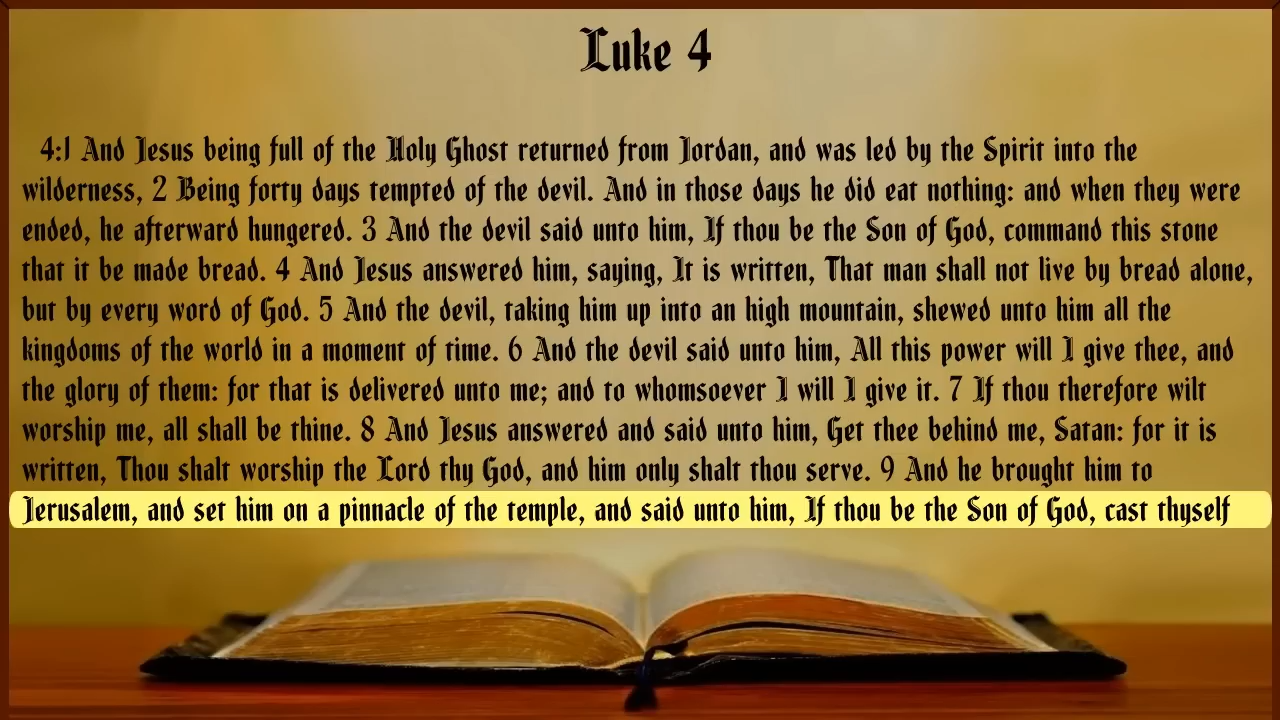 Luke 4
4:1 And Jesus being full of the Holy Ghost returned from Jordan, and was led by the Spirit into the
wilderness, 2 Being forty days tempted of the devil. And in those days he did eat nothing: and when they were
ended, he afterward hungered. 3 And the devil said unto him, If thou be the Son of God, command this stone
that it be made bread. 4 And Jesus answered him, saying, It is written, That man shall not live by bread alone,
but by every word of God. 5 And the devil, taking him up into an high mountain, shewed unto him all the
kingdoms of the world in a moment of time. 6 And the devil said unto him, All this power will I give thee, and
the glory of them: for that is delivered unto me; and to whomsoever I will I give it. 7 If thou therefore wilt
worship me, all shall be thine. 8 And Jesus answered and said unto him, Get thee behind me, Satan: for it is
written, Thou shalt worship the Lord thy God, and him only shalt thou serve. 9 And he brought him to
Jerusalem, and set him on a pinnacle of the temple, and said unto him, If thou be the Son of God, cast thyself